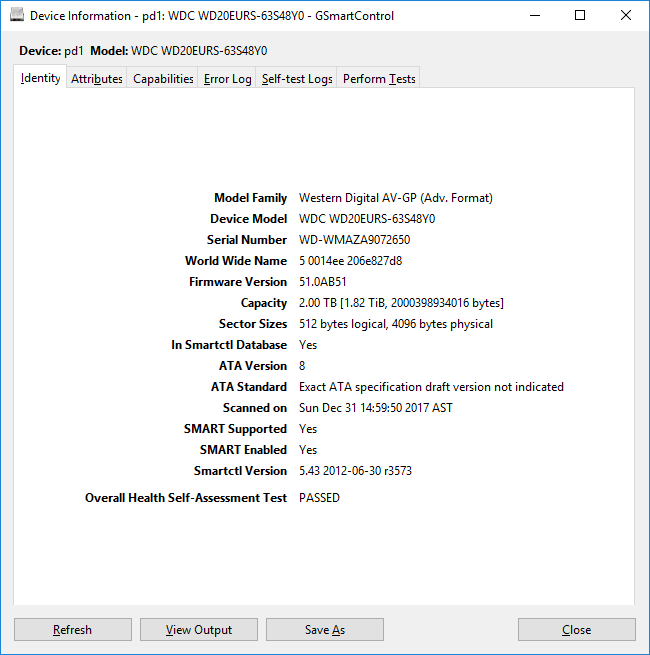 Device Information - pd1: WDC WD20EURS-63S48Y0 - GSmartControl
Device: pd1 Model: WDC WD20EURS-63S48Y0
Identity Attributes Capabilities Error Log Self-test Logs Perform Tests
Model Family Western Digital AV-GP (Adv. Format)
Device Model WDC WD20EURS-63S48Y0
Serial Number WD-WMAZA9072650
World Wide Name 5 0014ee 206e827d8
Firmware Version 51.0AB51
Capacity 2.00 TB [1.82 TiB, 2000398934016 bytes]
Sector Sizes 512 bytes logical, 4096 bytes physical
In Smartctl Database Yes
ATA Version 8
ATA Standard Exact ATA specification draft version not indicated
Scanned on Sun Dec 31 14:59:50 2017 AST
SMART Supported Yes
SMART Enabled Yes
Smartctl Version 5.43 2012-06-30 r3573
Overall Health Self-Assessment Test PASSED
Refresh View Output Save As Close